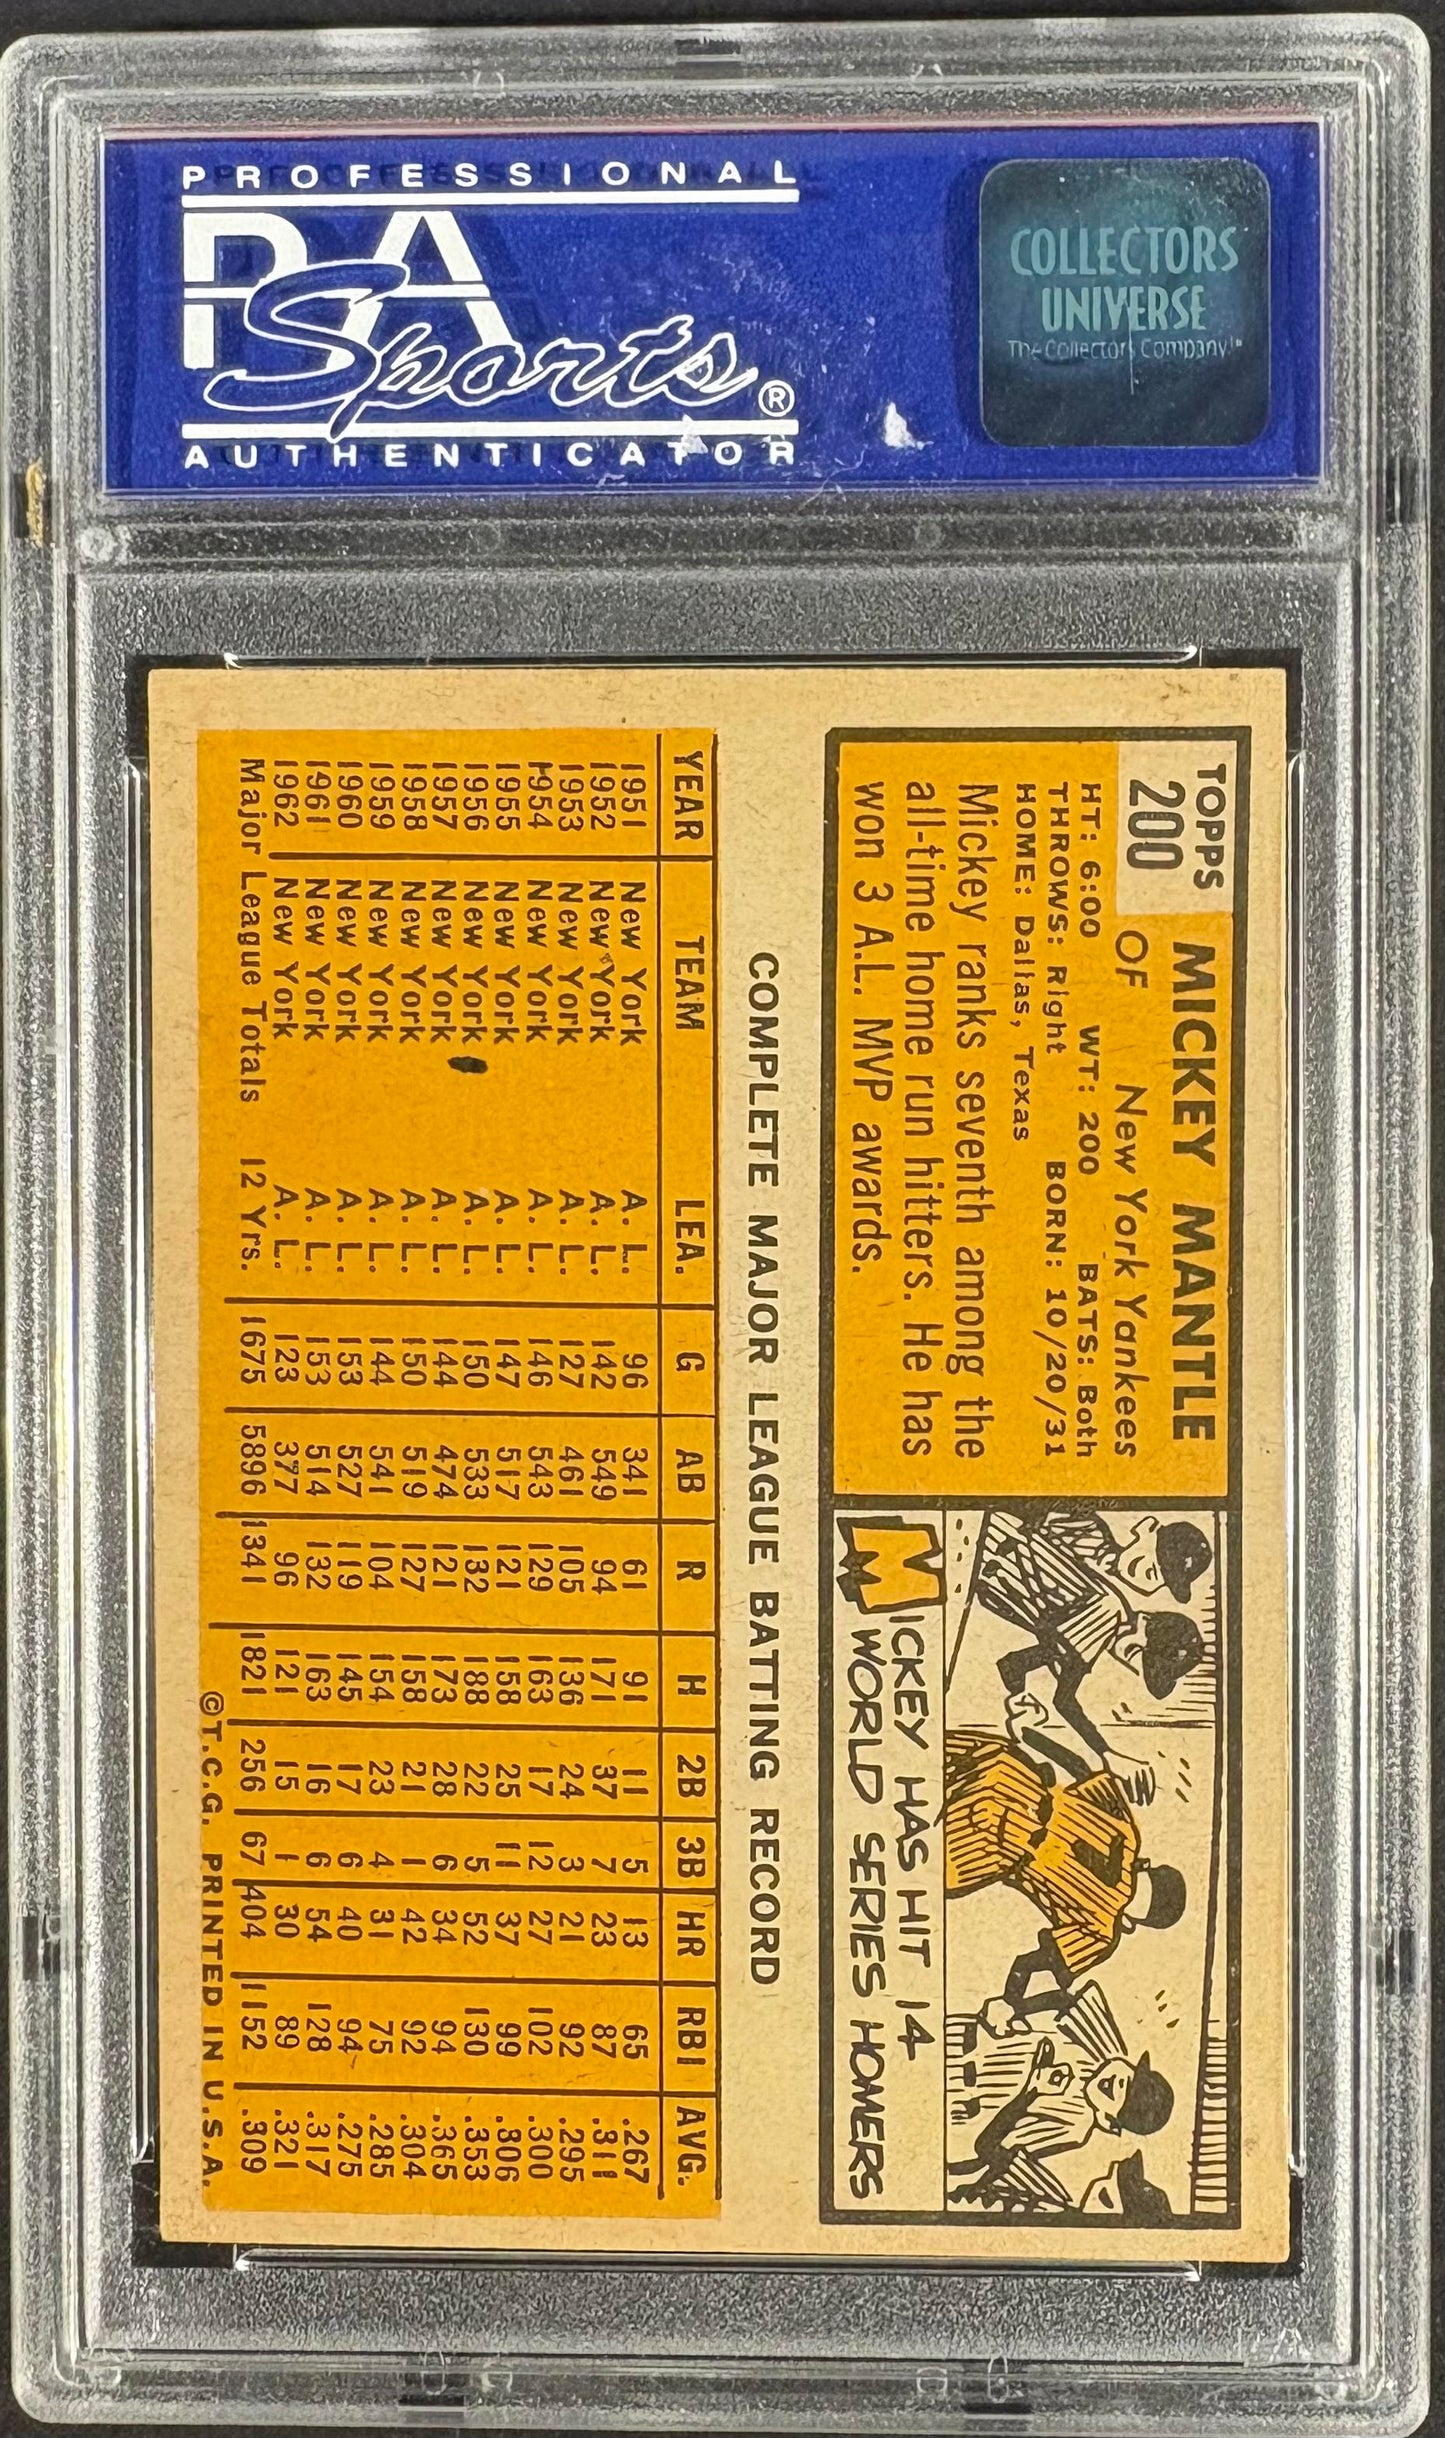 PROFESSIONAL
PSA
Sports®
AUTHENTICATOR
COLLECTORS
UNIVERSE
The Collectors Company!™
TOPPS
200
MICKEY MANTLE
OF New York Yankees
HT: 6:00 WT: 200 BATS: Both
THROWS: Right BORN: 10/20/31
HOME: Dallas, Texas
Mickey ranks seventh among the
all-time home run hitters. He has
won 3 A.L. MVP awards.
MICKEY HAS HIT 14
WORLD SERIES HOMERS
MM
COMPLETE MAJOR LEAGUE BATTING RECORD
YEAR TEAM LEA. G AB R H 2B 3B HR RBI AVG.
1951 New York A. L. 96 341 61 91 11 5 13 65 .267
1952 New York A. L. 142 549 94 171 37 7 23 87 .311
1953 New York A. L. 127 461 105 136 24 3 21 92 .295
1954 New York A. L. 146 543 129 163 17 12 27 102 .300
1955 New York A. L. 147 517 121 158 25 11 37 99 .306
1956 New York A. L. 150 533 132 188 22 5 52 130 .353
1957 New York A. L. 144 474 121 173 28 6 34 94 .365
1958 New York A. L. 150 519 127 158 21 1 42 92 .304
1959 New York A. L. 144 541 104 154 23 4 31 75 .285
1960 New York A. L. 153 527 119 145 17 6 40 94 .275
1961 New York A. L. 153 514 132 163 16 6 54 128 .317
1962 New York A. L. 123 377 96 121 15 1 30 89 .321
Major League Totals 12 Yrs. 1675 5896 1341 1821 256 67 404 1152 .309
©T.C.G. PRINTED IN U.S.A.